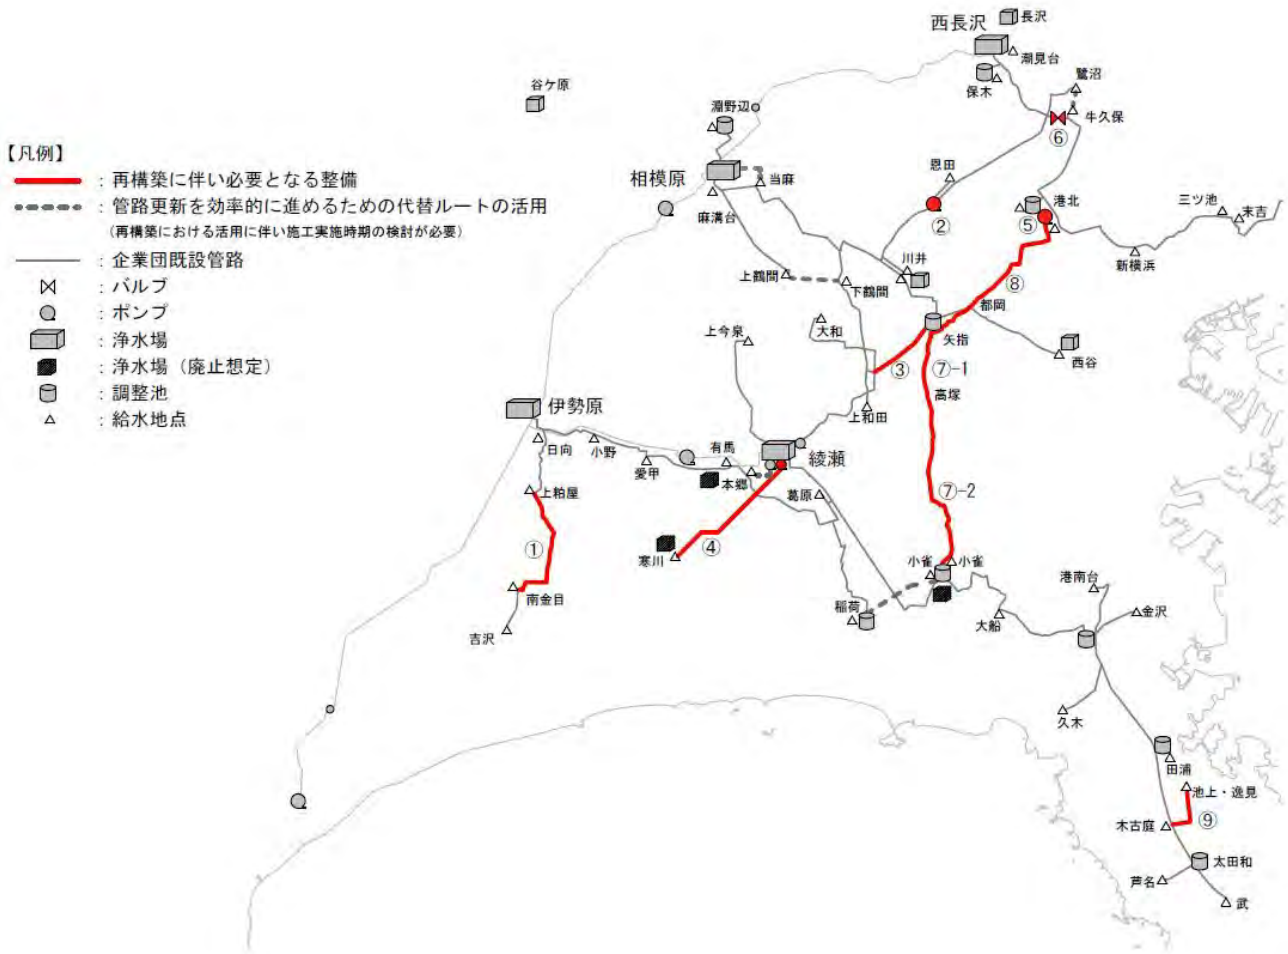 【凡例】
：再構築に伴い必要となる整備
：管路更新を効率的に進めるための代替ルートの活用
（再構築における活用に伴い施工実施時期の検討が必要）
：企業団既設管路
：バルブ
：ポンプ
：浄水場
：浄水場（廃止想定）
：調整池
：給水地点
西長沢
長沢
潮見台
保木
鷺沼
牛久保
⑥
谷ケ原
淵野辺
相模原
当麻
麻溝台
恩田
②
港北
⑤
三ツ池
末吉
新横浜
上鶴間
下鶴間
川井
⑧
都岡
矢指
西谷
上今泉
大和
③
⑦-1
高塚
上和田
伊勢原
日向
小野
愛甲
有馬
本郷
綾瀬
葛原
⑦-2
上粕屋
①
南金目
吉沢
寒川
④
小雀
小雀
稲荷
大船
港南台
金沢
久木
田浦
池上・逸見
木古庭
⑨
太田和
芦名
武